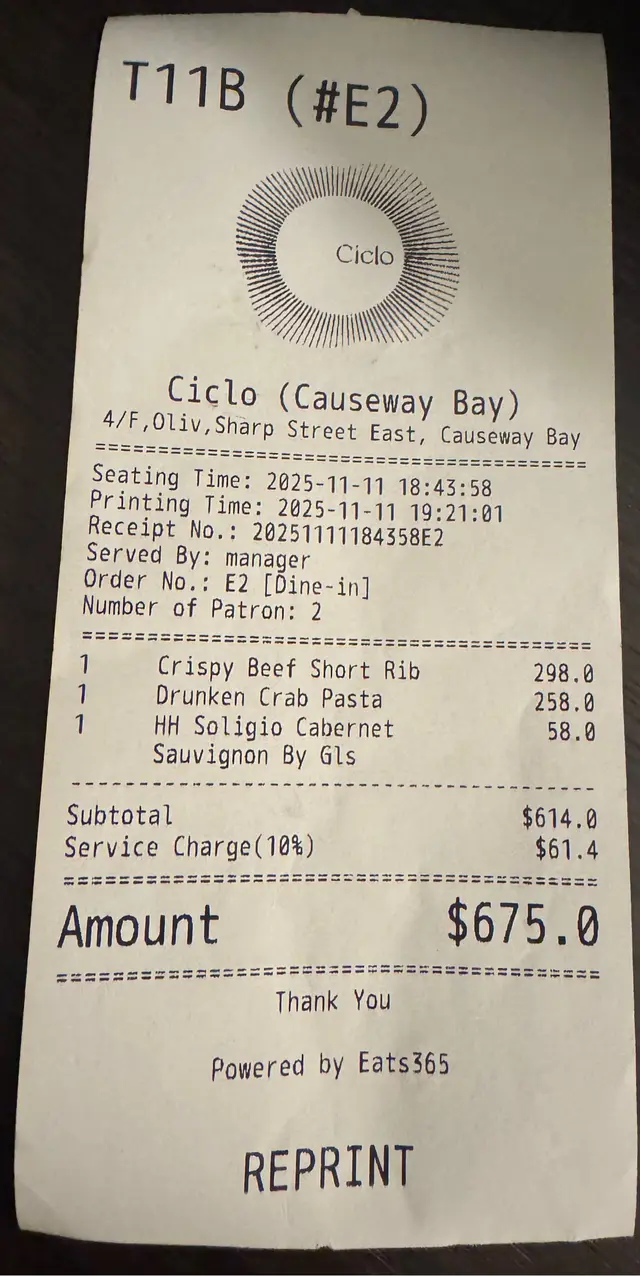 T11B (#E2)
Ciclo
Ciclo (Causeway Bay)
4/F,Oliv,Sharp Street East, Causeway Bay
Seating Time: 2025-11-11 18:43:58
Printing Time: 2025-11-11 19:21:01
Receipt No.: 20251111184358E2
Served By: manager
Order No.: E2 [Dine-in]
Number of Patron: 2
1 Crispy Beef Short Rib 298.0
1 Drunken Crab Pasta 258.0
1 HH Soligio Cabernet 58.0
Sauvignon By Gls
Subtotal $614.0
Service Charge(10%) $61.4
Amount $675.0
Thank You
Powered by Eats365
REPRINT